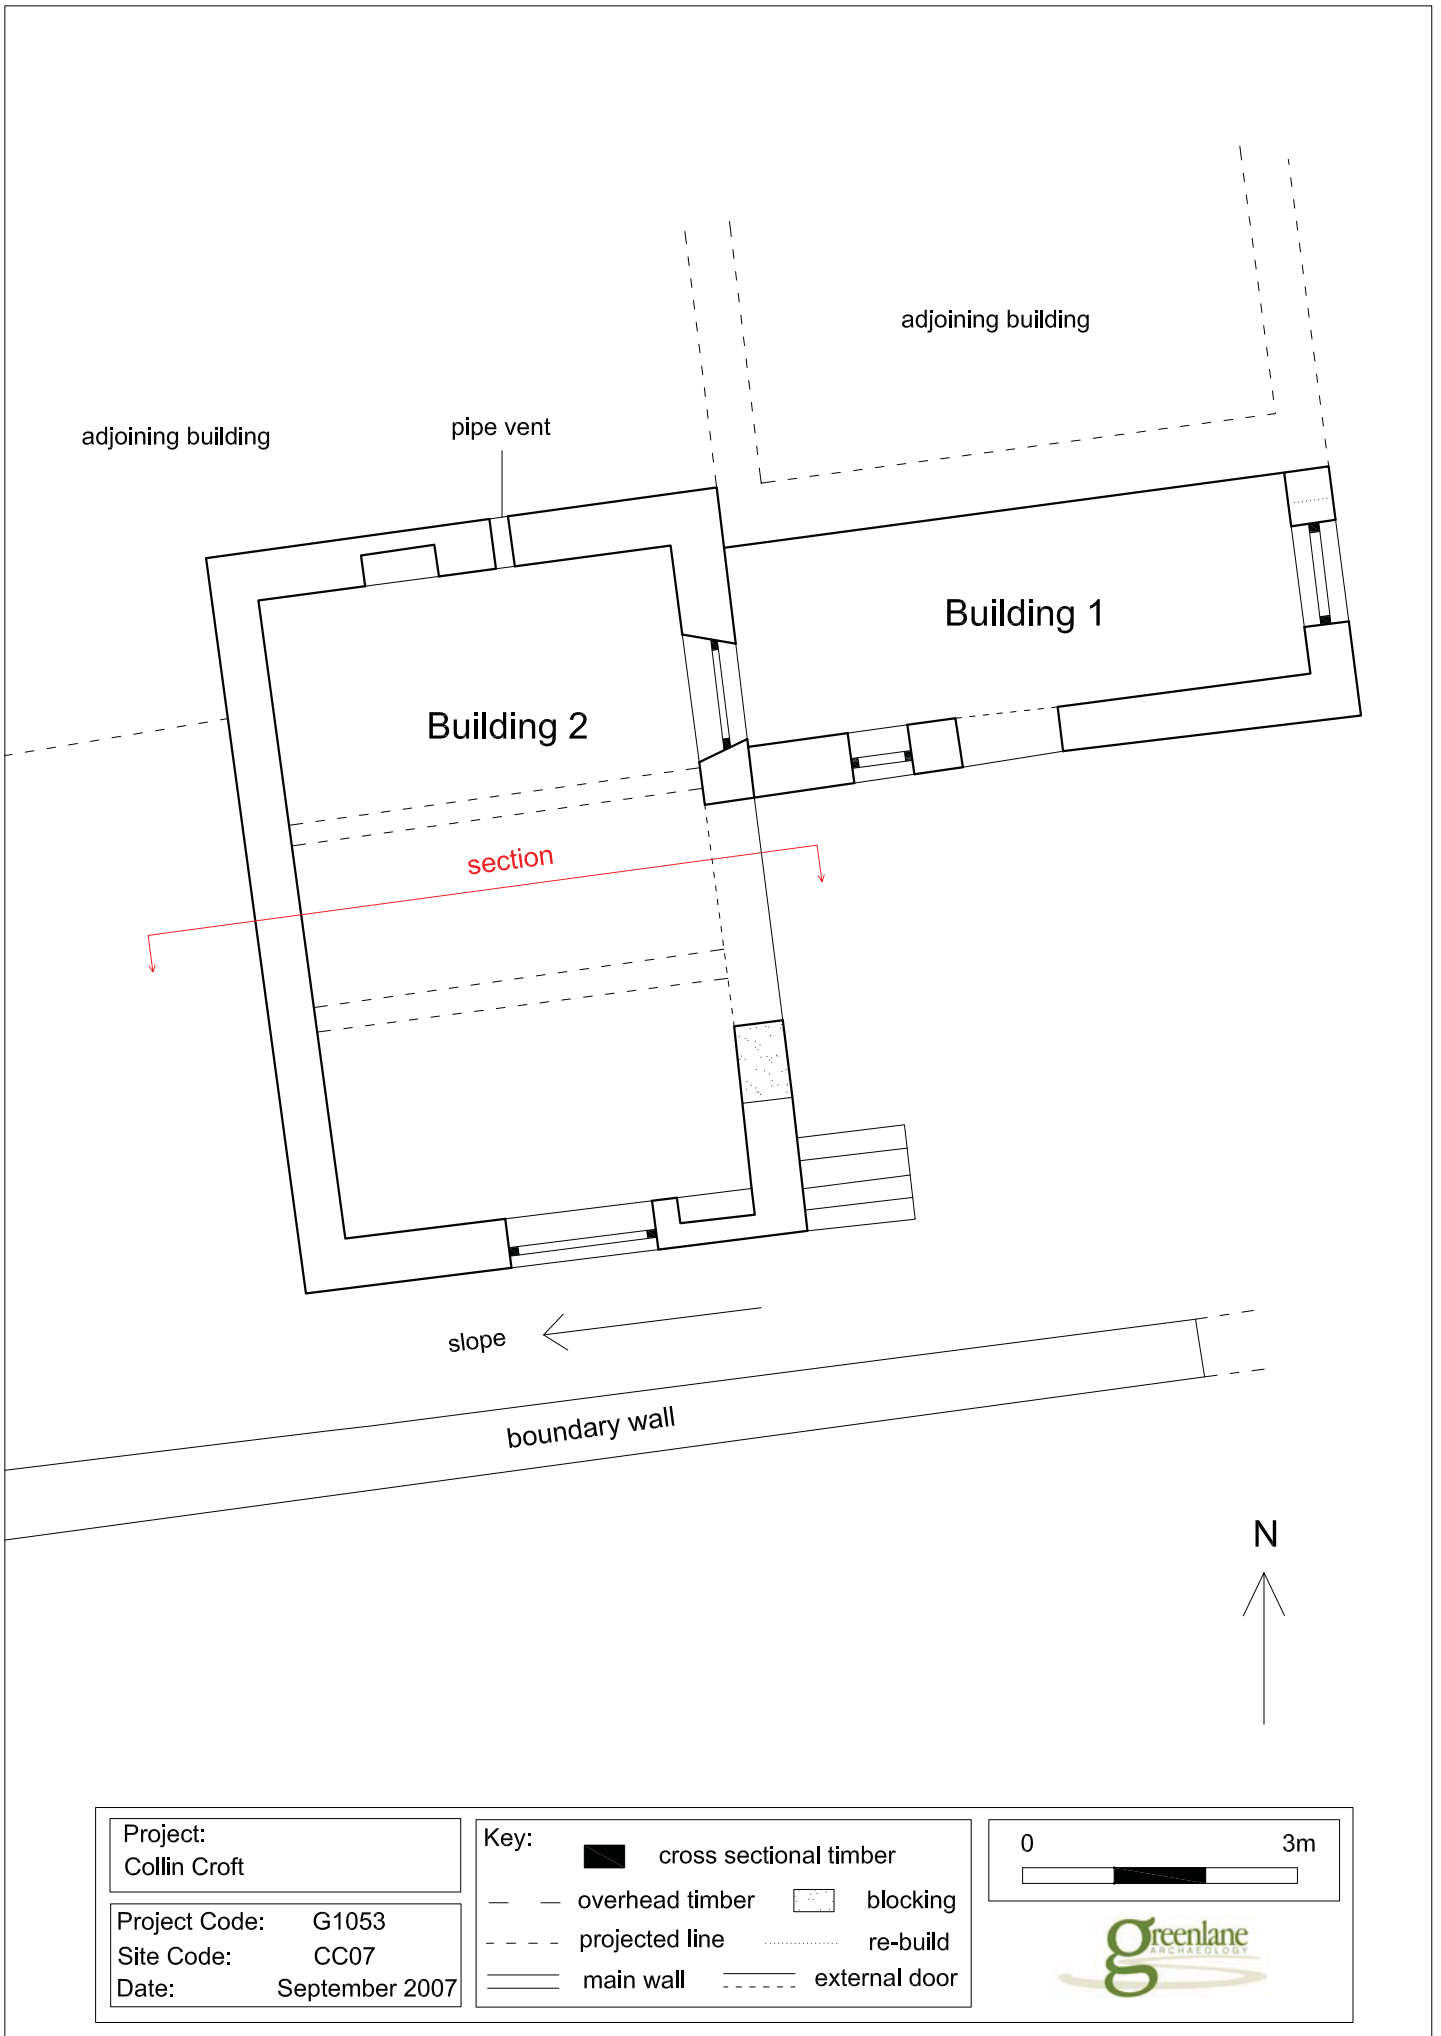 adjoining building
adjoining building
pipe vent
Building 1
Building 2
section
slope
boundary wall
N
Project:
Collin Croft
Project Code: G1053
Site Code: CC07
Date: September 2007
Key:
cross sectional timber
overhead timber
blocking
projected line
re-build
main wall
external door
0 3m
greenlane
ARCHAEOLOGY